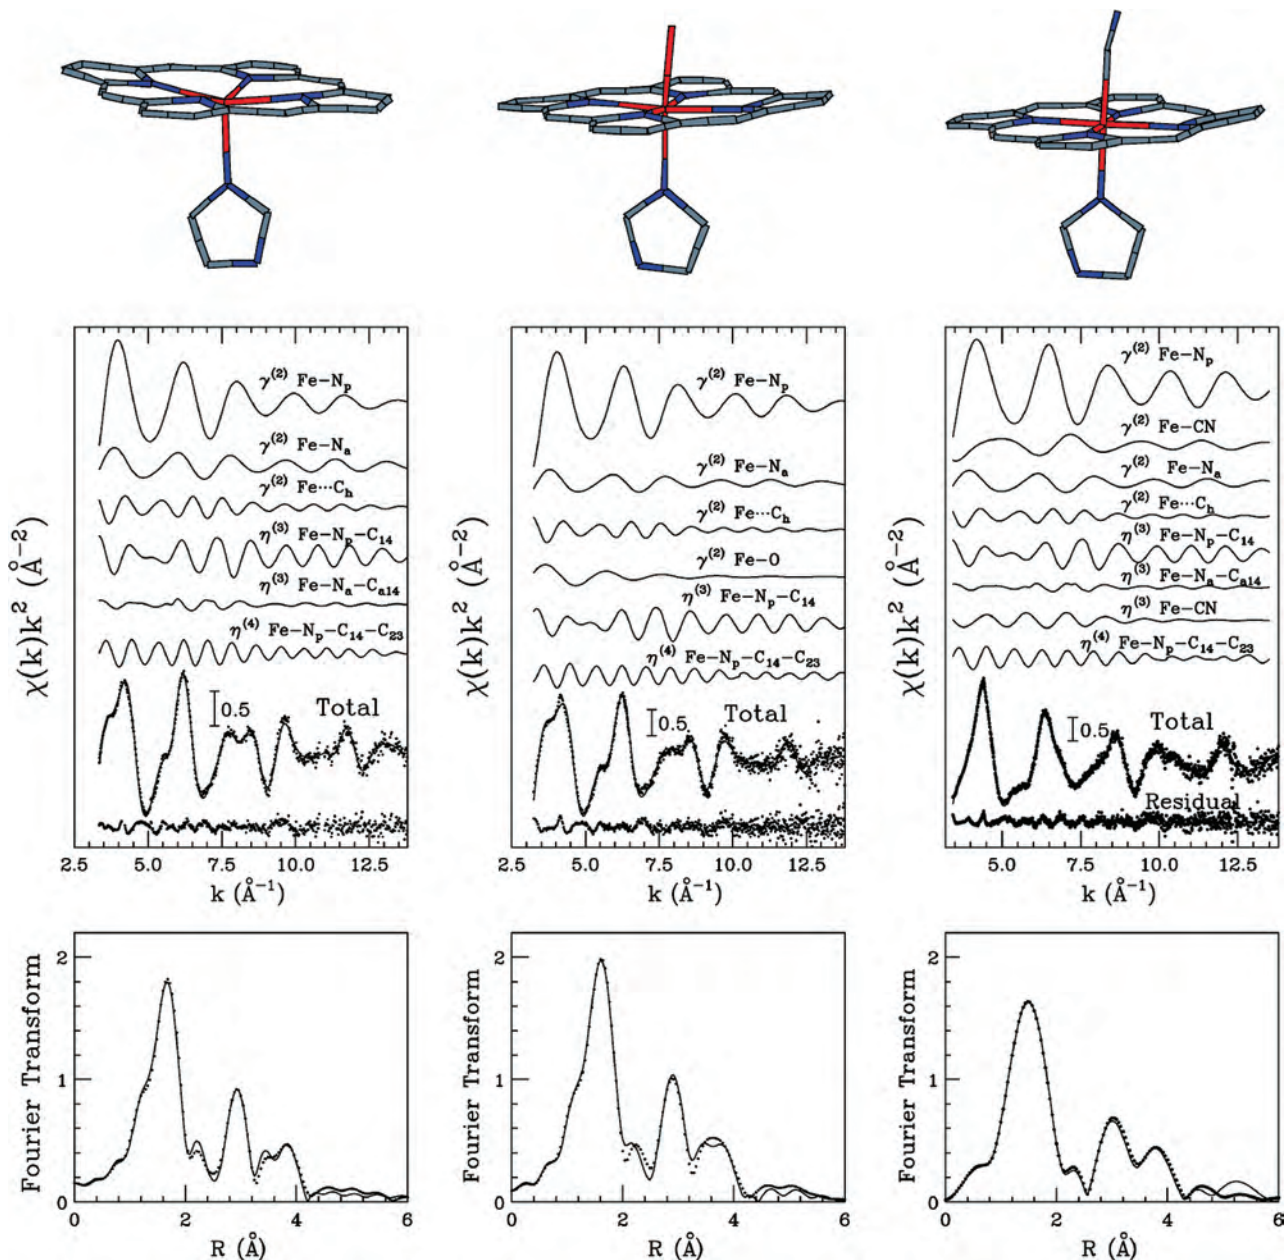 γ(2) Fe−Np
γ(2) Fe−Na
γ(2) Fe⋯Ch
η(3) Fe−Np−C14
η(3) Fe−Na−Ca14
η(4) Fe−Np−C14−C23
0.5
Total
χ(k)k2 (Å−2)
2.5 5.0 7.5 10.0 12.5
k (Å−1)
γ(2) Fe−Np
γ(2) Fe−Na
γ(2) Fe⋯Ch
γ(2) Fe−O
η(3) Fe−Np−C14
η(4) Fe−Np−C14−C23
0.5
Total
χ(k)k2 (Å−2)
2.5 5.0 7.5 10.0 12.5
k (Å−1)
γ(2) Fe−Np
γ(2) Fe−CN
γ(2) Fe−Na
γ(2) Fe⋯Ch
η(3) Fe−Np−C14
η(3) Fe−Na−Ca14
η(3) Fe−CN
η(4) Fe−Np−C14−C23
0.5
Total
Residual
χ(k)k2 (Å−2)
5.0 7.5 10.0 12.5
k (Å−1)
Fourier Transform
2
1
0
0 2 4 6
R (Å)
Fourier Transform
2
1
0
0 2 4 6
R (Å)
Fourier Transform
2
1
0
0 2 4 6
R (Å)